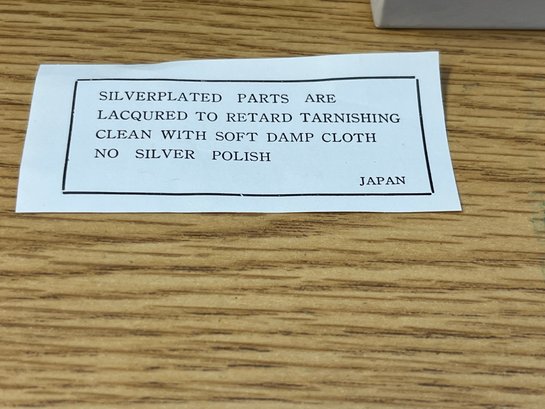 SILVERPLATED PARTS ARE
LACQURED TO RETARD TARNISHING
CLEAN WITH SOFT DAMP CLOTH
NO SILVER POLISH
JAPAN